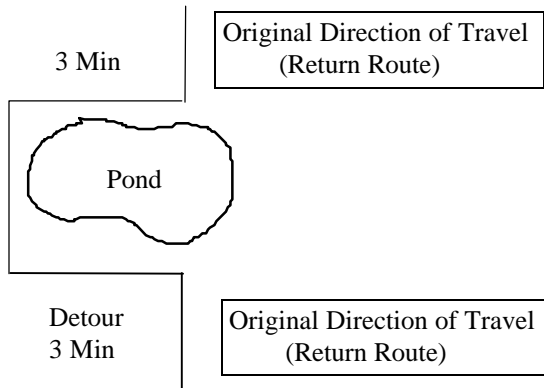 3 Min
Original Direction of Travel
(Return Route)
Pond
Detour
3 Min
Original Direction of Travel
(Return Route)